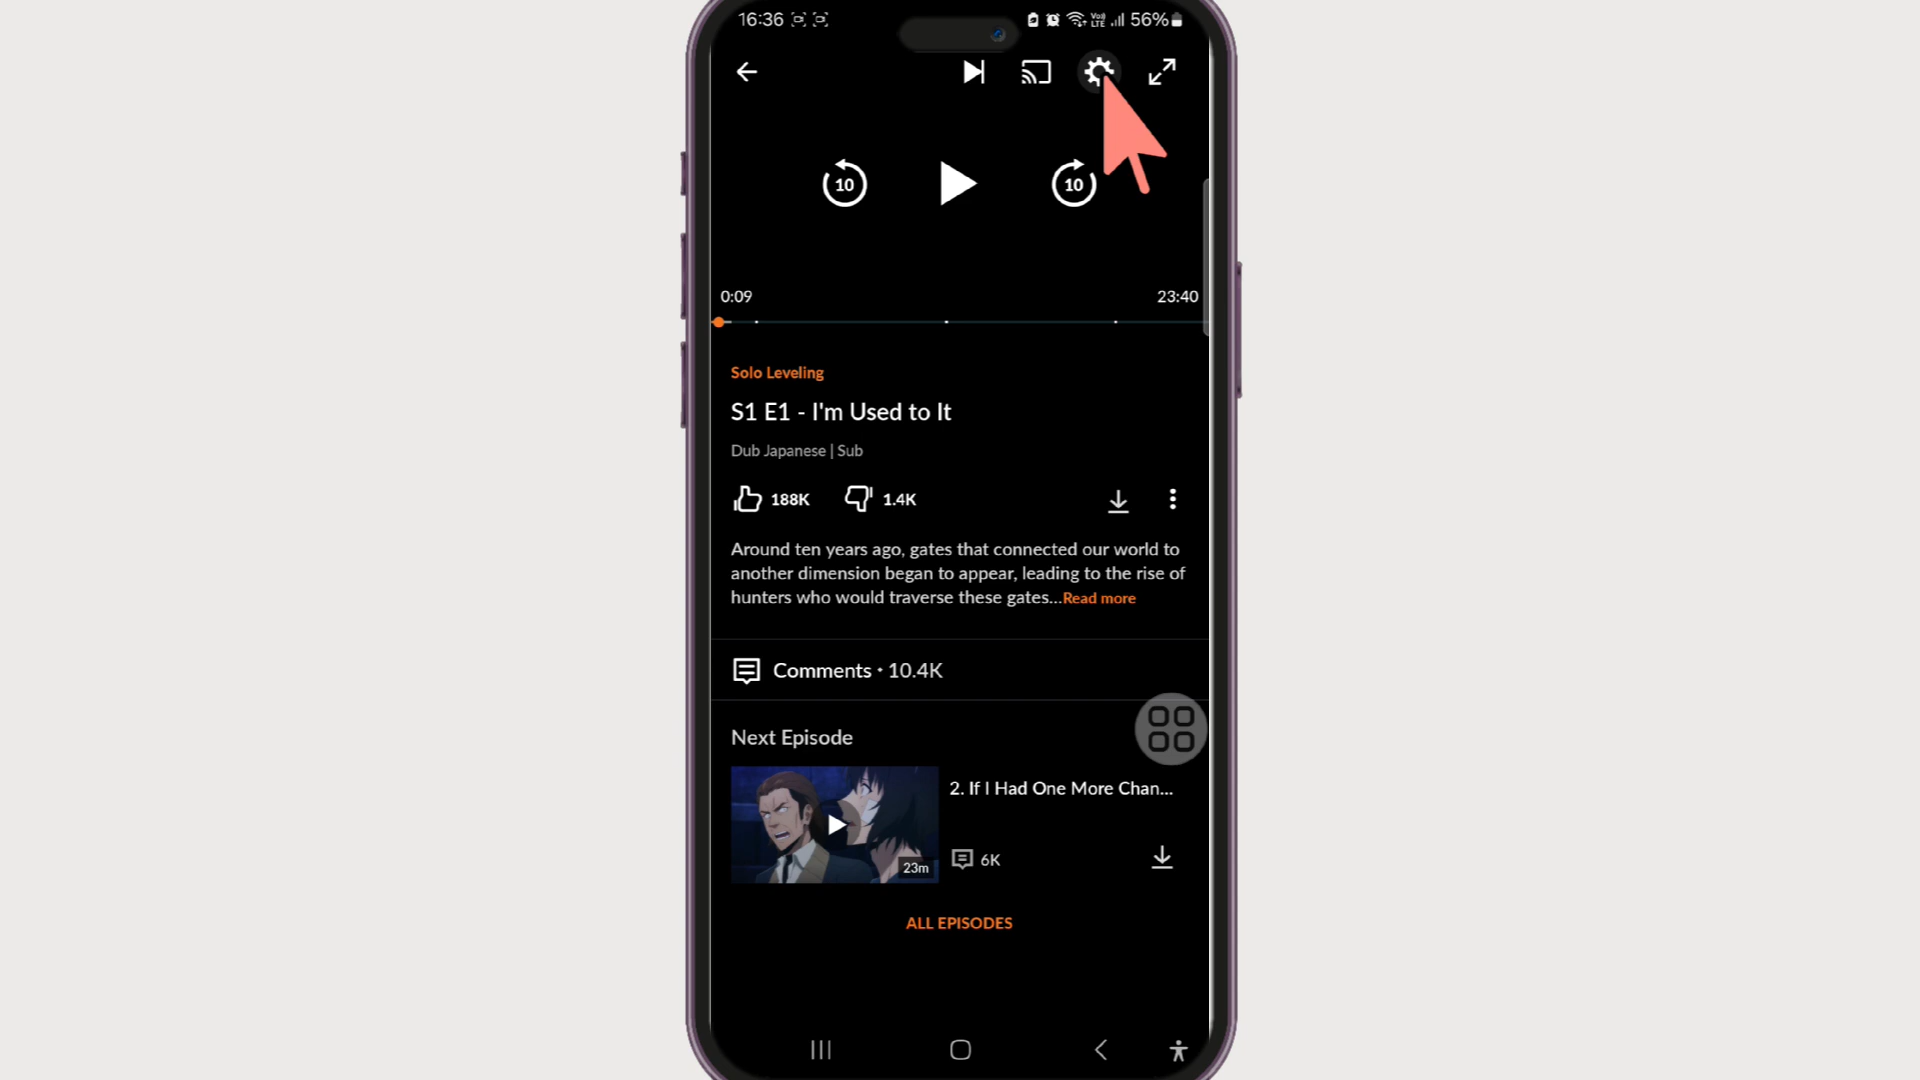 16:36
Vo)) LTE 56%
10
10
0:09
23:40
Solo Leveling
S1 E1 - I'm Used to It
Dub Japanese | Sub
188K
1.4K
Around ten years ago, gates that connected our world to
another dimension began to appear, leading to the rise of
hunters who would traverse these gates...Read more
Comments • 10.4K
Next Episode
2. If I Had One More Chan...
6K
23m
ALL EPISODES